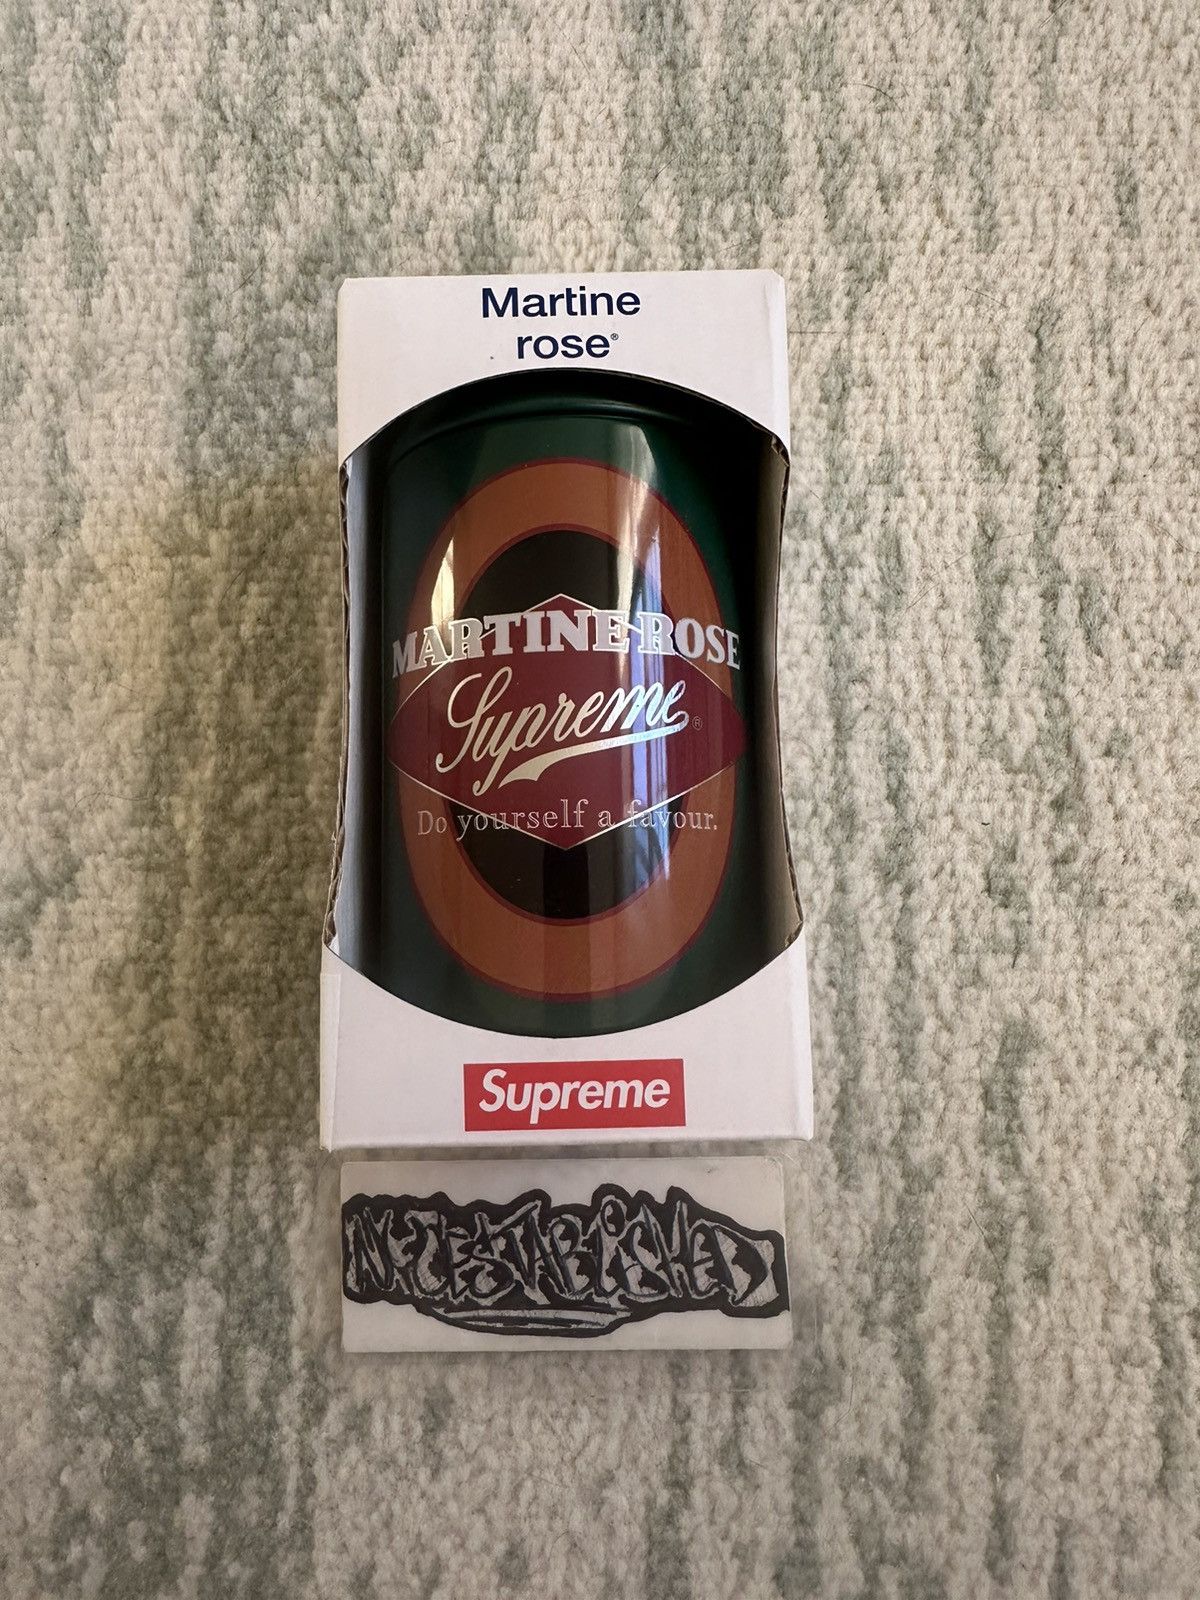 Martine
rose®
MARTINE ROSE
Supreme®
Do yourself a favour.
Supreme
NYCESTABLISHED